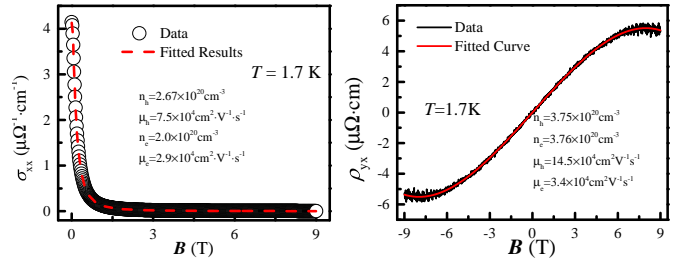 4
3
2
1
0
σxx (μΩ⁻¹·cm⁻¹)
Data
Fitted Results
T = 1.7 K
nh=2.67×10²⁰cm⁻³
μh=7.5×10⁴cm²·V⁻¹·s⁻¹
ne=2.0×10²⁰cm⁻³
μe=2.9×10⁴cm²·V⁻¹·s⁻¹
0 3 6 9
B (T)
6
4
2
0
-2
-4
-6
ρyx (μΩ·cm)
Data
Fitted Curve
T=1.7K
nh=3.75×10²⁰cm⁻³
ne=3.76×10²⁰cm⁻³
μh=14.5×10⁴cm²V⁻¹s⁻¹
μe=3.4×10⁴cm²V⁻¹s⁻¹
-9 -6 -3 0 3 6 9
B (T)